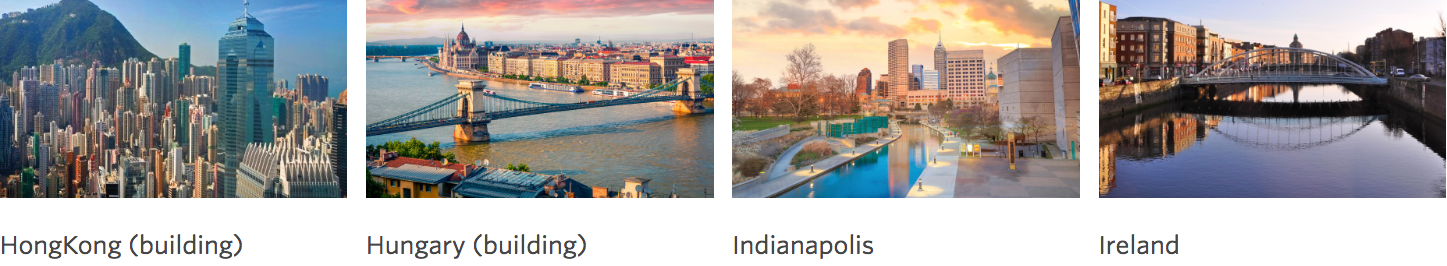 HongKong (building)
Hungary (building)
Indianapolis
Ireland